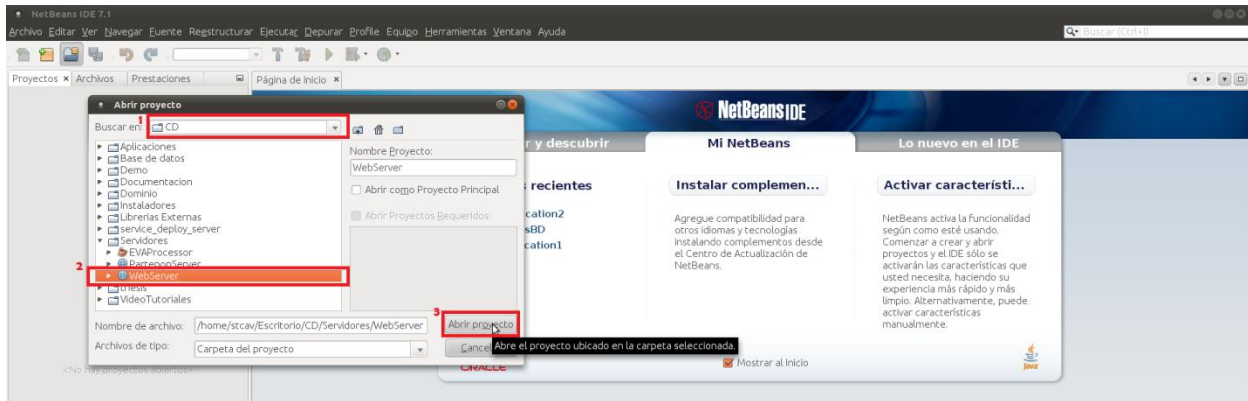 NetBeans IDE 7.1
Archivo Editar Ver Navegar Fuente Reestructurar Ejecutar Depurar Profile Equipo Herramientas Ventana Ayuda
Buscar (Ctrl+I)
Proyectos Archivos Prestaciones
Página de Inicio
Abrir proyecto
1
Buscar en: CD
Aplicaciones
Base de datos
Demo
Documentacion
Dominio
Instaladores
Librerias Externas
service_deploy_server
Servidores
EVAProcessor
PartenonServer
2
WebServer
thesis
VideoTutoriales
Nombre Proyecto:
WebServer
Abrir como Proyecto Principal
Abrir Proyectos Requeridos:
3
Nombre de archivo: /home/stcav/Escritorio/CD/Servidores/WebServer
Abrir proyecto
Archivos de tipo: Carpeta del proyecto
Cancel
Abre el proyecto ubicado en la carpeta seleccionada.
<No hay proyectos abiertos>
NetBeans IDE
r y descubrir
Mi NetBeans
Lo nuevo en el IDE
recientes
cation2
sBD
cation1
Instalar complemen...
Agregue compatibilidad para
otros idiomas y tecnologías
instalando complementos desde
el Centro de Actualización de
NetBeans.
Activar característi...
NetBeans activa la funcionalidad
según como esté usando.
Comenzar a crear y abrir
proyectos y el IDE sólo se
activarán las características que
usted necesita, haciendo su
experiencia más rápido y más
limpio. Alternativamente, puede
activar características
manualmente.
ORACLE
Mostrar al Inicio
Java